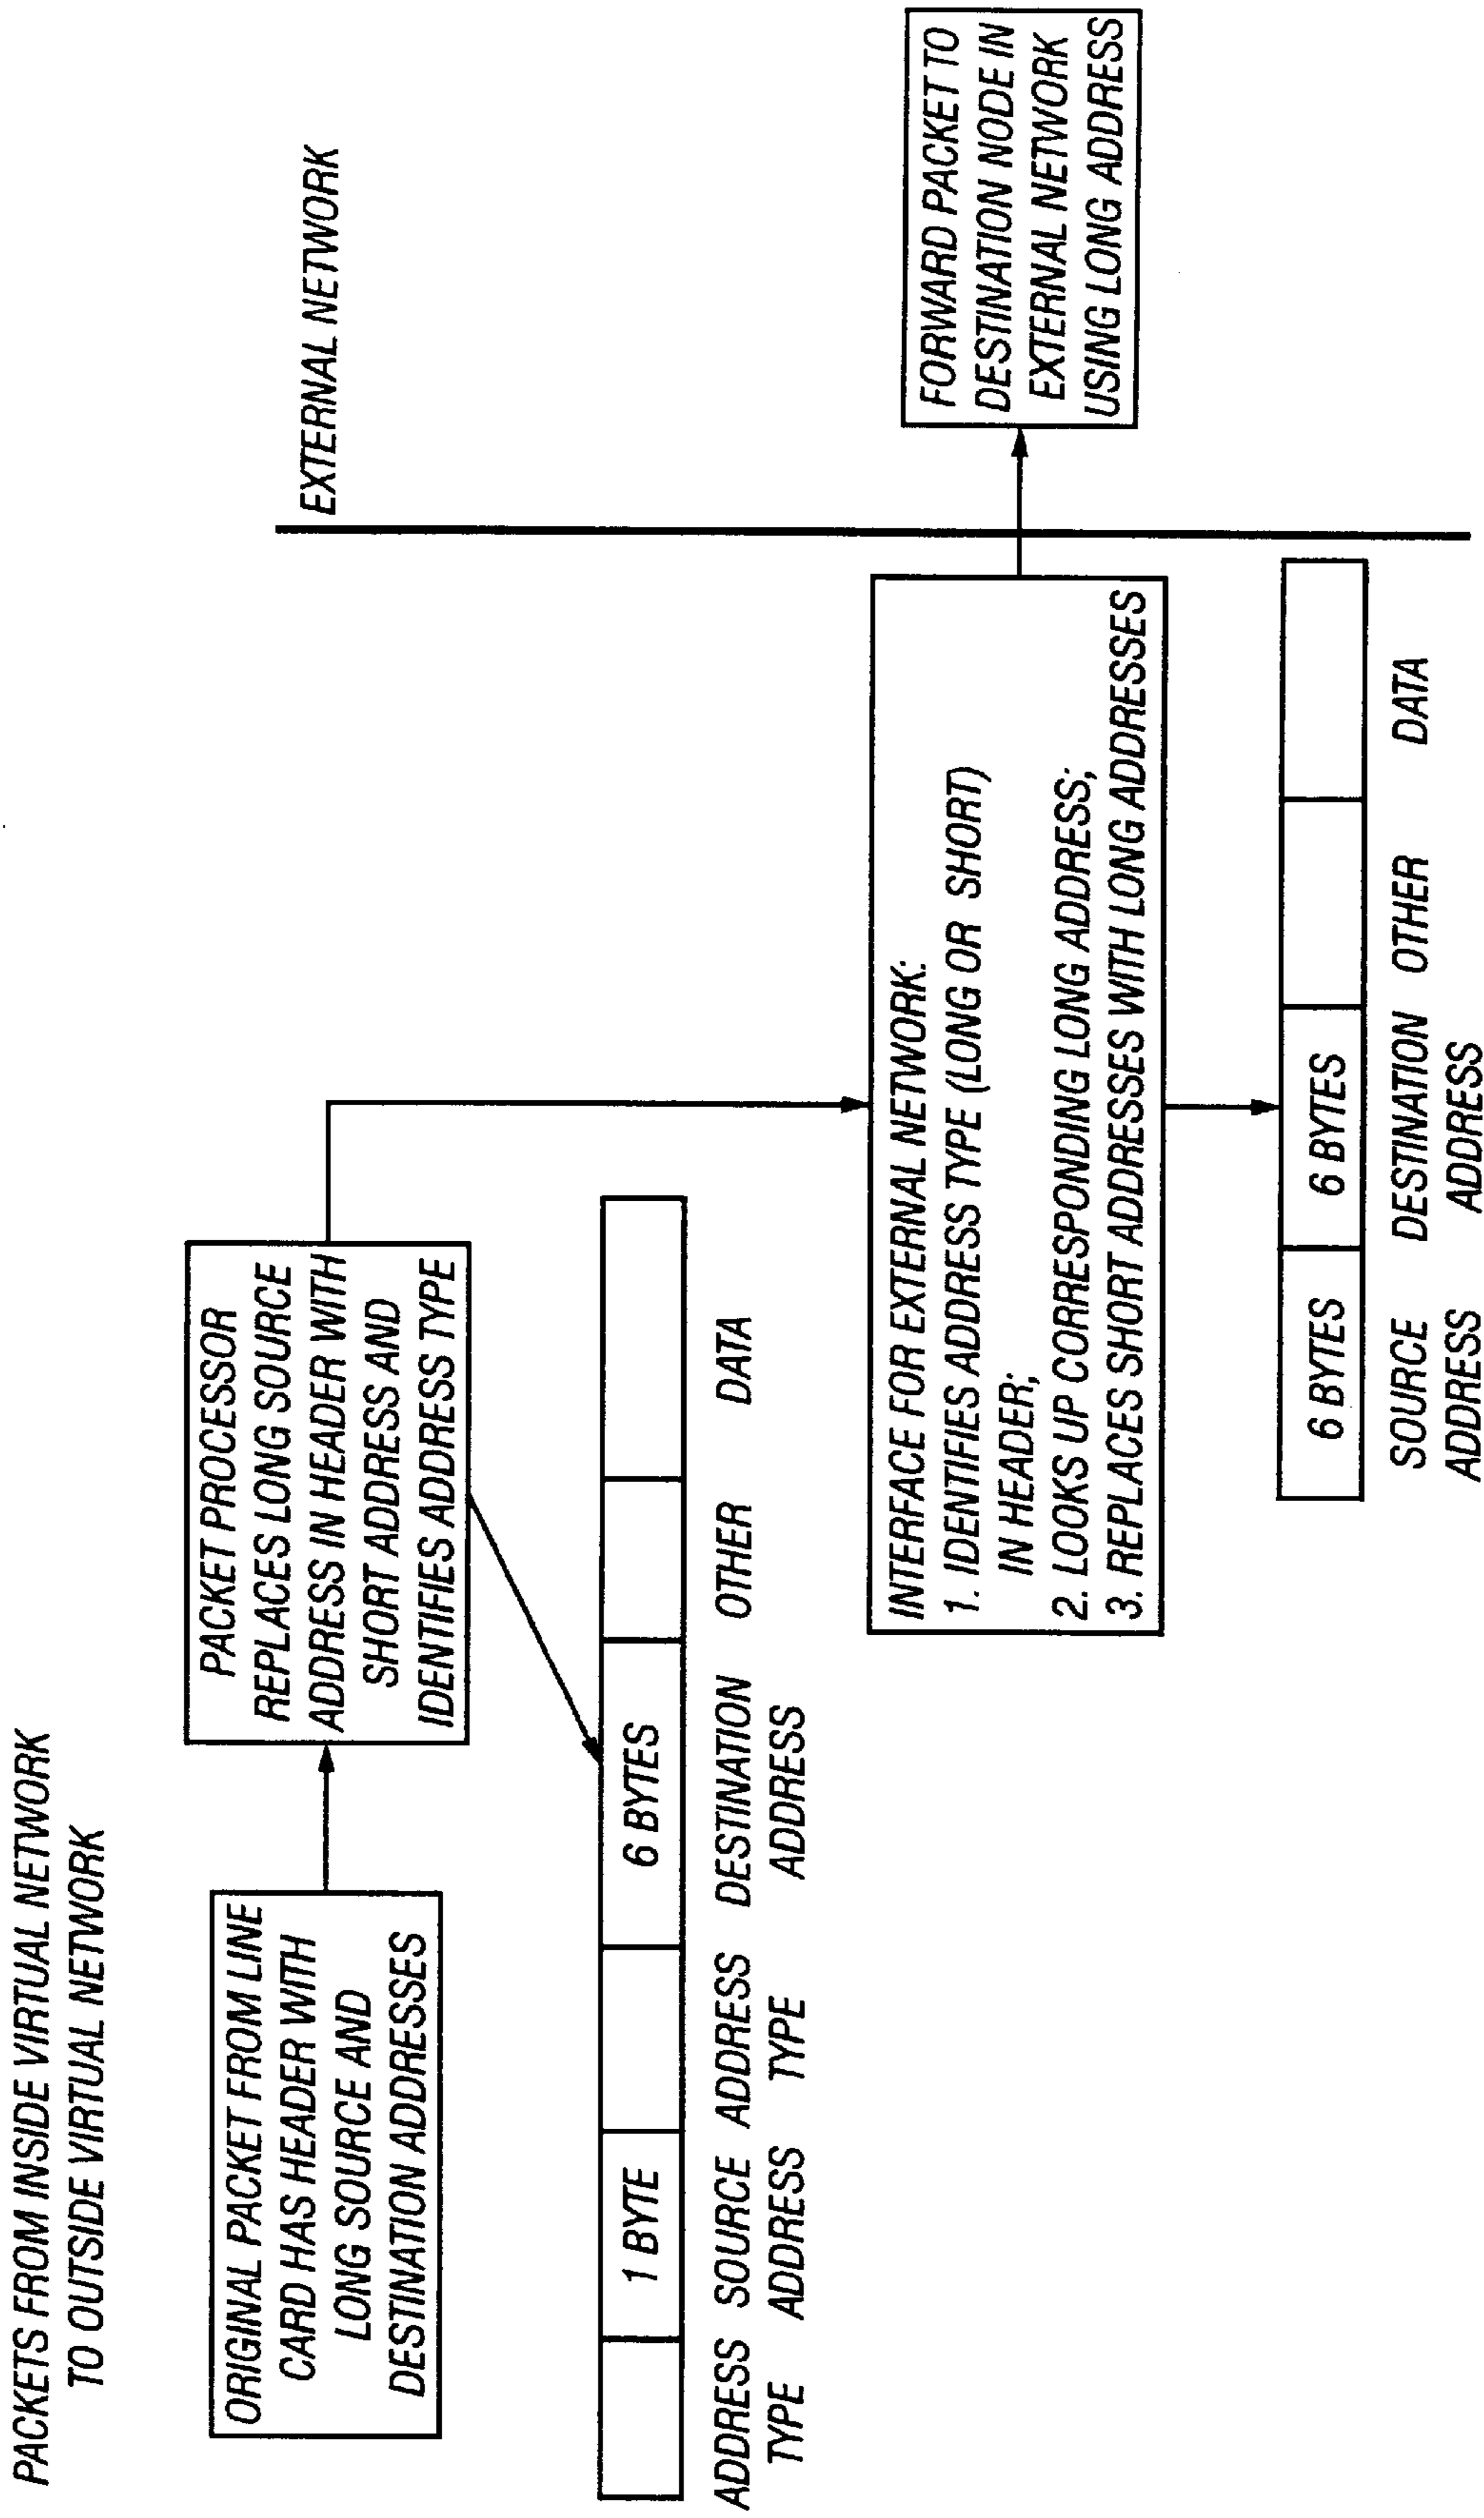 PACKETS FROM INSIDE VIRTUAL NETWORK
TO OUTSIDE VIRTUAL NETWORK
EXTERNAL NETWORK
ORIGINAL PACKET FROM LINE
CARD HAS HEADER WITH
LONG SOURCE AND
DESTINATION ADDRESSES
PACKET PROCESSOR
REPLACES LONG SOURCE
ADDRESS IN HEADER WITH
SHORT ADDRESS AND
IDENTIFIES ADDRESS TYPE
1 BYTE 6 BYTES
ADDRESS SOURCE ADDRESS DESTINATION OTHER DATA
TYPE ADDRESS TYPE ADDRESS
INTERFACE FOR EXTERNAL NETWORK:
1. IDENTIFIES ADDRESS TYPE (LONG OR SHORT)
IN HEADER;
2. LOOKS UP CORRESPONDING LONG ADDRESS;
3. REPLACES SHORT ADDRESSES WITH LONG ADDRESSES
FORWARD PACKET TO
DESTINATION NODE IN
EXTERNAL NETWORK
USING LONG ADDRESS
6 BYTES 6 BYTES
SOURCE DESTINATION OTHER DATA
ADDRESS ADDRESS